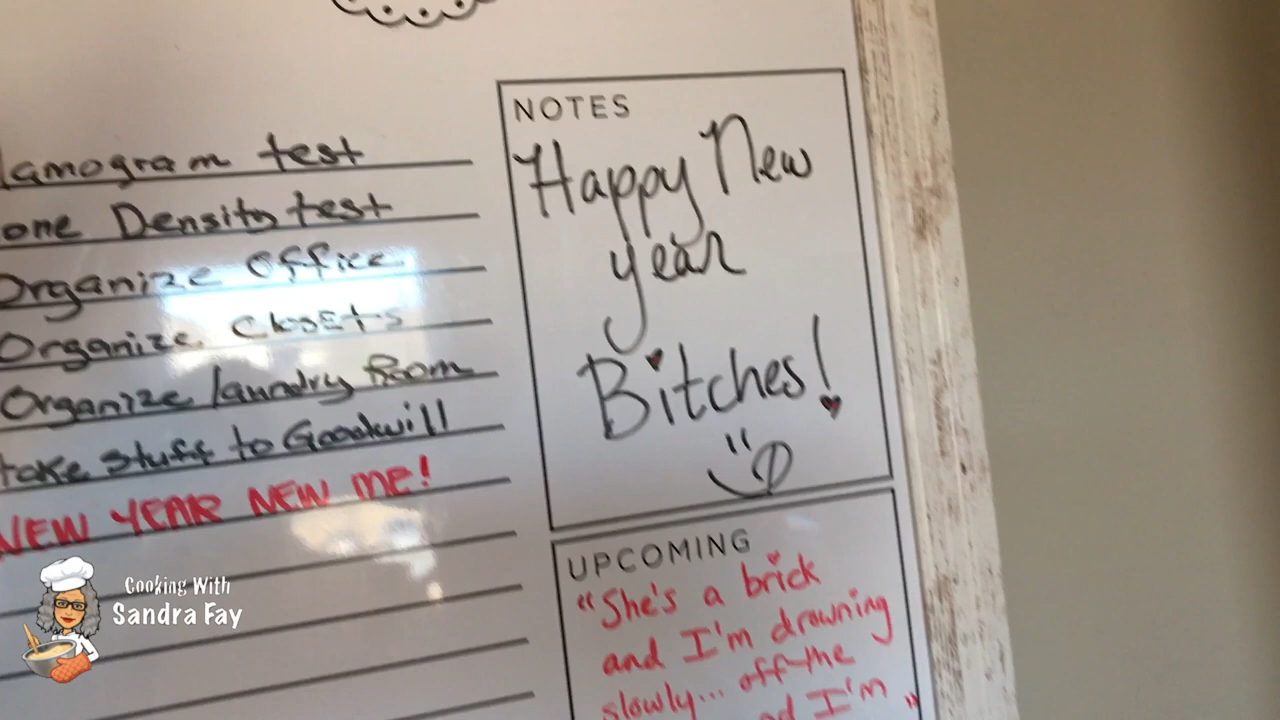 lamogram test
one Density test
Organize office
Organize Closets
Organize laundry Room
take stuff to Goodwill
NEW YEAR NEW ME!
NOTES
Happy New
year
Bitches!
UPCOMING
"She's a brick
and I'm drowning
slowly... off the
nd I'm"
Cooking With
Sandra Fay